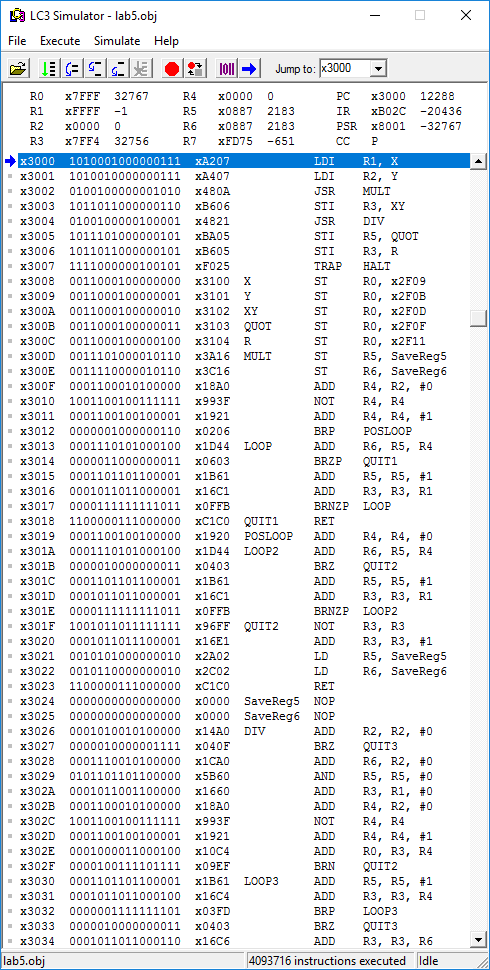 LC3 Simulator - lab5.obj
File Execute Simulate Help
Jump to: x3000
R0 x7FFF 32767 R4 x0000 0 PC x3000 12288
R1 xFFFF -1 R5 x0887 2183 IR xB02C -20436
R2 x0000 0 R6 x0887 2183 PSR x8001 -32767
R3 x7FF4 32756 R7 xFD75 -651 CC P
x3000 1010001000000111 xA207 LDI R1, X
x3001 1010010000000111 xA407 LDI R2, Y
x3002 0100100000001010 x480A JSR MULT
x3003 1011011000000110 xB606 STI R3, XY
x3004 0100100000100001 x4821 JSR DIV
x3005 1011101000000101 xBA05 STI R5, QUOT
x3006 1011011000000101 xB605 STI R3, R
x3007 1111000000100101 xF025 TRAP HALT
x3008 0011000100000000 x3100 X ST R0, x2F09
x3009 0011000100000001 x3101 Y ST R0, x2F0B
x300A 0011000100000010 x3102 XY ST R0, x2F0D
x300B 0011000100000011 x3103 QUOT ST R0, x2F0F
x300C 0011000100000100 x3104 R ST R0, x2F11
x300D 0011101000010110 x3A16 MULT ST R5, SaveReg5
x300E 0011110000010110 x3C16 ST R6, SaveReg6
x300F 0001100010100000 x18A0 ADD R4, R2, #0
x3010 1001100100111111 x993F NOT R4, R4
x3011 0001100100100001 x1921 ADD R4, R4, #1
x3012 0000001000000110 x0206 BRP POSLOOP
x3013 0001110101000100 x1D44 LOOP ADD R6, R5, R4
x3014 0000011000000011 x0603 BRZP QUIT1
x3015 0001101101100001 x1B61 ADD R5, R5, #1
x3016 0001011011000001 x16C1 ADD R3, R3, R1
x3017 0000111111111011 x0FFB BRNZP LOOP
x3018 1100000111000000 xC1C0 QUIT1 RET
x3019 0001100100100000 x1920 POSLOOP ADD R4, R4, #0
x301A 0001110101000100 x1D44 LOOP2 ADD R6, R5, R4
x301B 0000010000000011 x0403 BRZ QUIT2
x301C 0001101101100001 x1B61 ADD R5, R5, #1
x301D 0001011011000001 x16C1 ADD R3, R3, R1
x301E 0000111111111011 x0FFB BRNZP LOOP2
x301F 1001011011111111 x96FF QUIT2 NOT R3, R3
x3020 0001011011100001 x16E1 ADD R3, R3, #1
x3021 0010101000000010 x2A02 LD R5, SaveReg5
x3022 0010110000000010 x2C02 LD R6, SaveReg6
x3023 1100000111000000 xC1C0 RET
x3024 0000000000000000 x0000 SaveReg5 NOP
x3025 0000000000000000 x0000 SaveReg6 NOP
x3026 0001010010100000 x14A0 DIV ADD R2, R2, #0
x3027 0000010000001111 x040F BRZ QUIT3
x3028 0001110010100000 x1CA0 ADD R6, R2, #0
x3029 0101101101100000 x5B60 AND R5, R5, #0
x302A 0001011001100000 x1660 ADD R3, R1, #0
x302B 0001100010100000 x18A0 ADD R4, R2, #0
x302C 1001100100111111 x993F NOT R4, R4
x302D 0001100100100001 x1921 ADD R4, R4, #1
x302E 0001000011000100 x10C4 ADD R0, R3, R4
x302F 0000100111101111 x09EF BRN QUIT2
x3030 0001101101100001 x1B61 LOOP3 ADD R5, R5, #1
x3031 0001011011000100 x16C4 ADD R3, R3, R4
x3032 0000001111111101 x03FD BRP LOOP3
x3033 0000010000000011 x0403 BRZ QUIT3
x3034 0001011011000110 x16C6 ADD R3, R3, R6
lab5.obj 4093716 instructions executed Idle